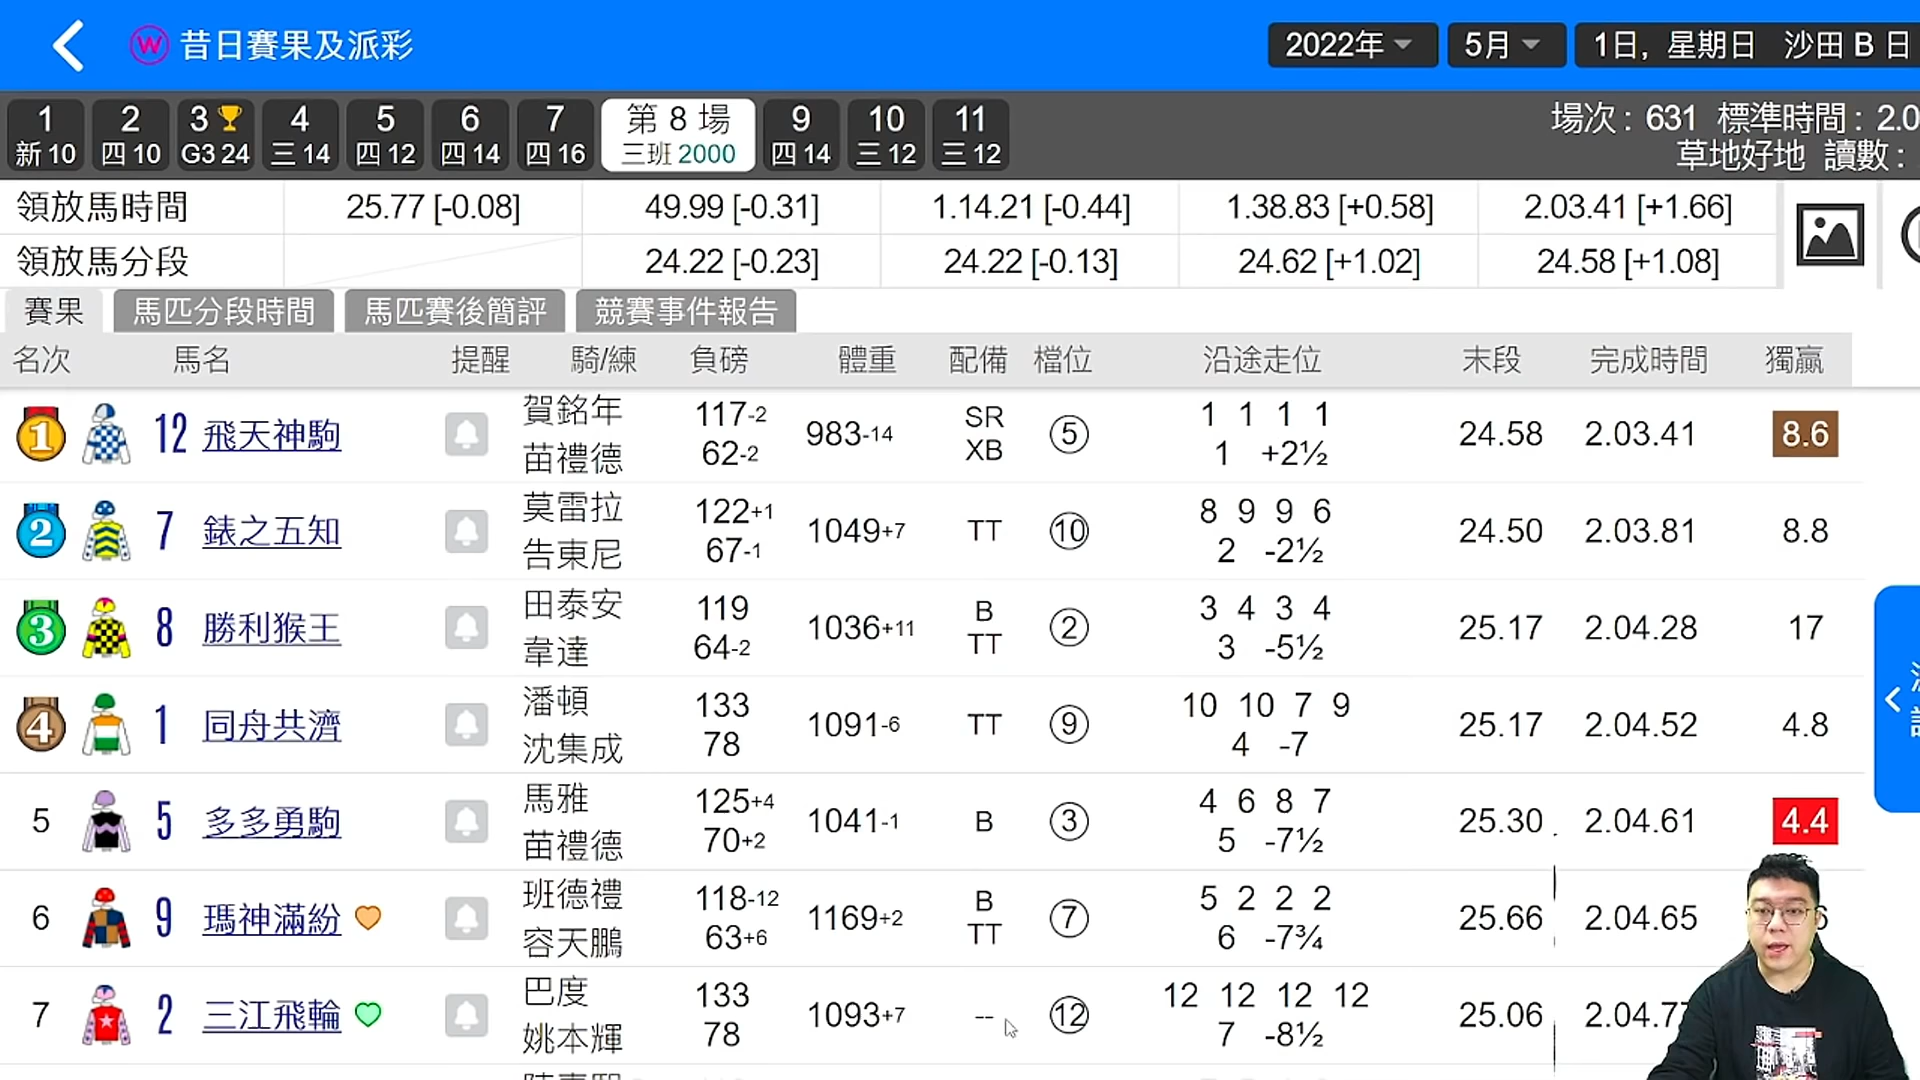 W 昔日賽果及派彩 2022年 5月 1日, 星期日 沙田 B 日
1 2 3 4 5 6 7 第 8 場 9 10 11
新 10 四 10 G3 24 三 14 四 12 四 14 四 16 三班 2000 四 14 三 12 三 12
場次 : 631 標準時間 : 2.0
草地好地 讀數 :
領放馬時間 25.77 [-0.08] 49.99 [-0.31] 1.14.21 [-0.44] 1.38.83 [+0.58] 2.03.41 [+1.66]
領放馬分段 24.22 [-0.23] 24.22 [-0.13] 24.62 [+1.02] 24.58 [+1.08]
賽果 馬匹分段時間 馬匹賽後簡評 競賽事件報告
名次 馬名 提醒 騎/練 負磅 體重 配備 檔位 沿途走位 末段 完成時間 獨贏
1 12 飛天神駒 賀銘年 117-2 983-14 SR 5 1 1 1 1 24.58 2.03.41 8.6
苗禮德 62-2 XB 1 +2½
2 7 錶之五知 莫雷拉 122+1 1049+7 TT 10 8 9 9 6 24.50 2.03.81 8.8
告東尼 67-1 2 -2½
3 8 勝利猴王 田泰安 119 1036+11 B 2 3 4 3 4 25.17 2.04.28 17
韋達 64-2 TT 3 -5½
4 1 同舟共濟 潘頓 133 1091-6 TT 9 10 10 7 9 25.17 2.04.52 4.8
沈集成 78 4 -7
5 5 多多勇駒 馬雅 125+4 1041-1 B 3 4 6 8 7 25.30 2.04.61 4.4
苗禮德 70+2 5 -7½
6 9 瑪神滿紛 班德禮 118-12 1169+2 B 7 5 2 2 2 25.66 2.04.65
容天鵬 63+6 TT 6 -7¾
7 2 三江飛輪 巴度 133 1093+7 -- 12 12 12 12 12 25.06 2.04.7
姚本輝 78 7 -8½